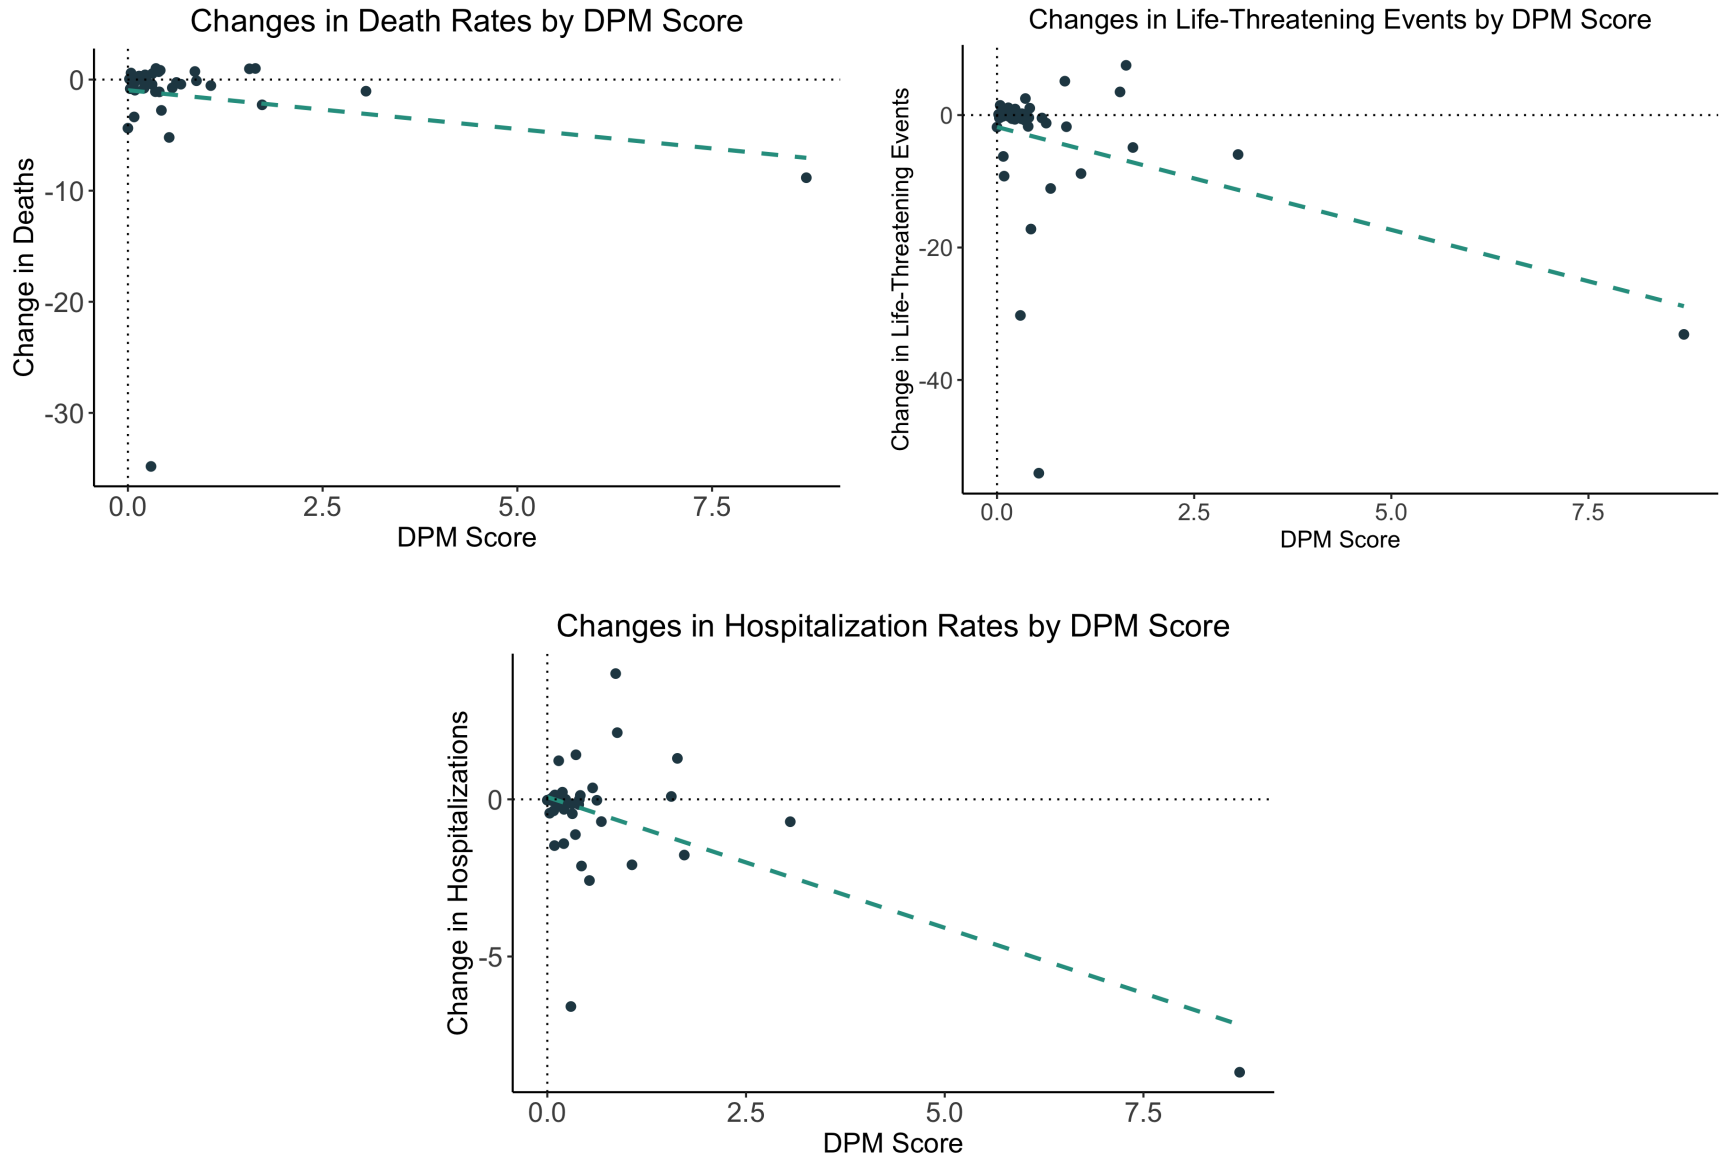 Changes in Death Rates by DPM Score
Change in Deaths
0
-10
-20
-30
0.0 2.5 5.0 7.5
DPM Score
Changes in Life-Threatening Events by DPM Score
Change in Life-Threatening Events
0
-20
-40
0.0 2.5 5.0 7.5
DPM Score
Changes in Hospitalization Rates by DPM Score
Change in Hospitalizations
0
-5
0.0 2.5 5.0 7.5
DPM Score